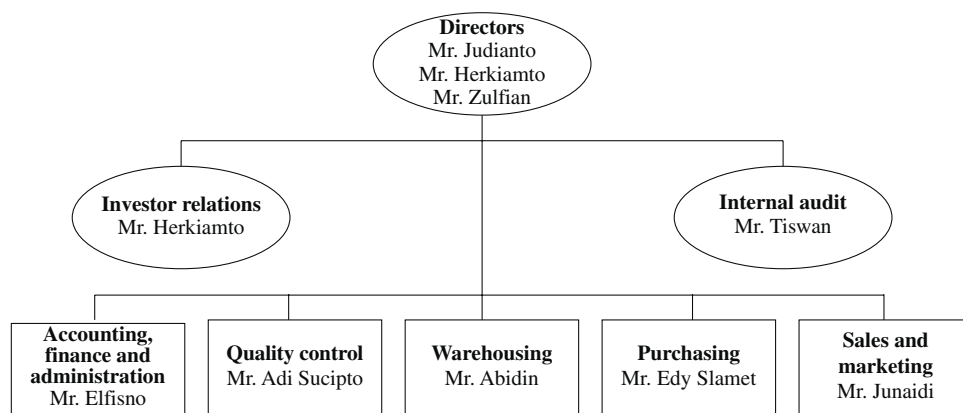 Directors
Mr. Judianto
Mr. Herkiamto
Mr. Zulfian
Investor relations
Mr. Herkiamto
Internal audit
Mr. Tiswan
Accounting,
finance and
administration
Mr. Elfisno
Quality control
Mr. Adi Sucipto
Warehousing
Mr. Abidin
Purchasing
Mr. Edy Slamet
Sales and
marketing
Mr. Junaidi